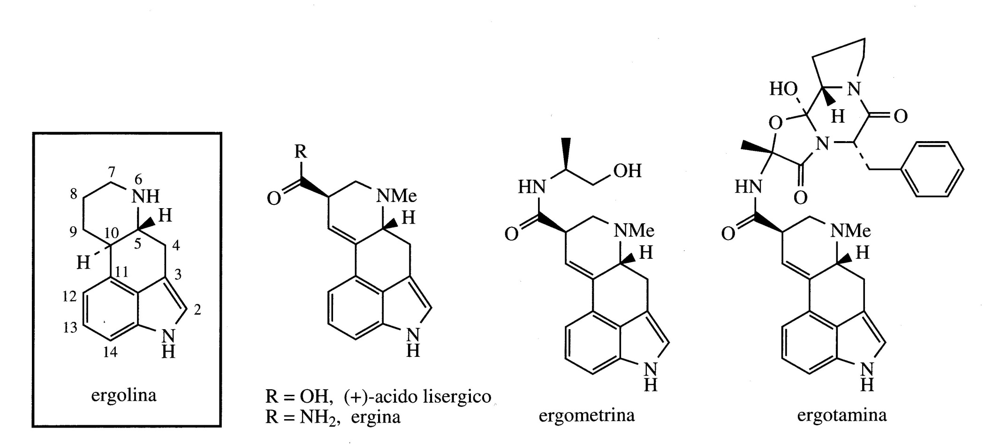 7
6
8
NH
H
9
10
5
4
H
11
3
12
2
13
N
H
14
ergolina
R
O
NMe
H
N
H
R = OH, (+)-acido lisergico
R = NH₂, ergina
OH
HN
O
NMe
H
N
H
ergometrina
HO
N
H
O
O
N
HN
O
O
NMe
H
N
H
ergotamina